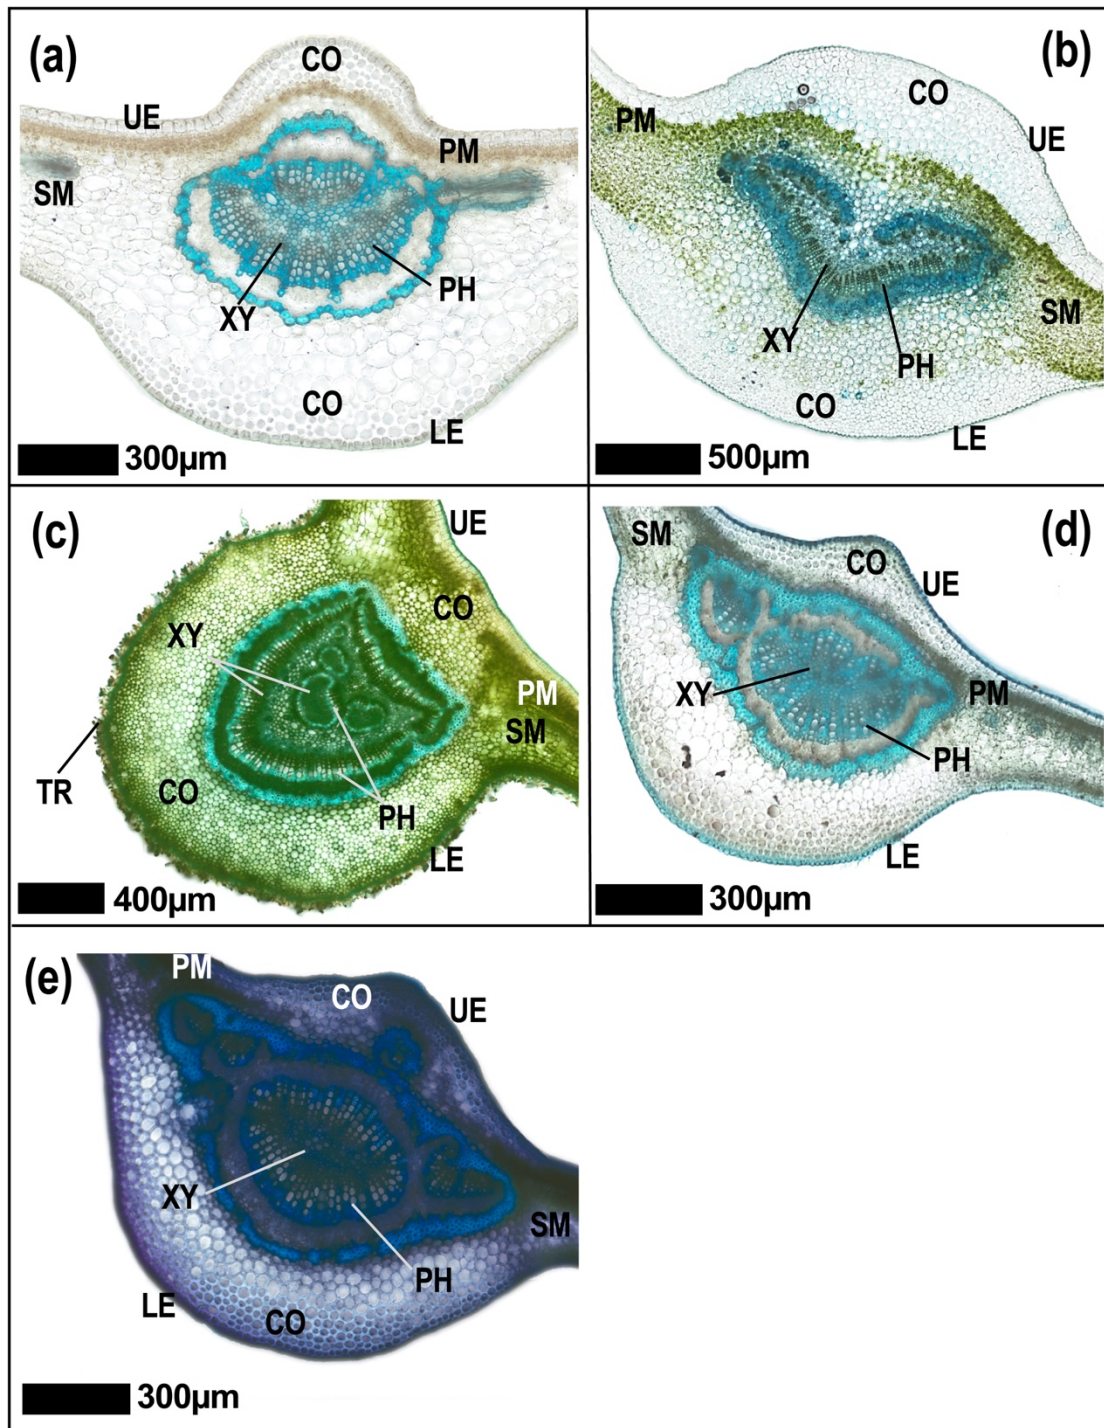 (a)
CO
UE
PM
SM
XY
PH
CO
LE
300µm
(b)
CO
PM
UE
SM
XY
PH
CO
LE
500µm
(c)
UE
XY
CO
PM
SM
TR
CO
PH
LE
400µm
(d)
SM
CO
UE
XY
PM
PH
LE
300µm
(e)
PM
CO
UE
XY
SM
PH
LE
CO
300µm